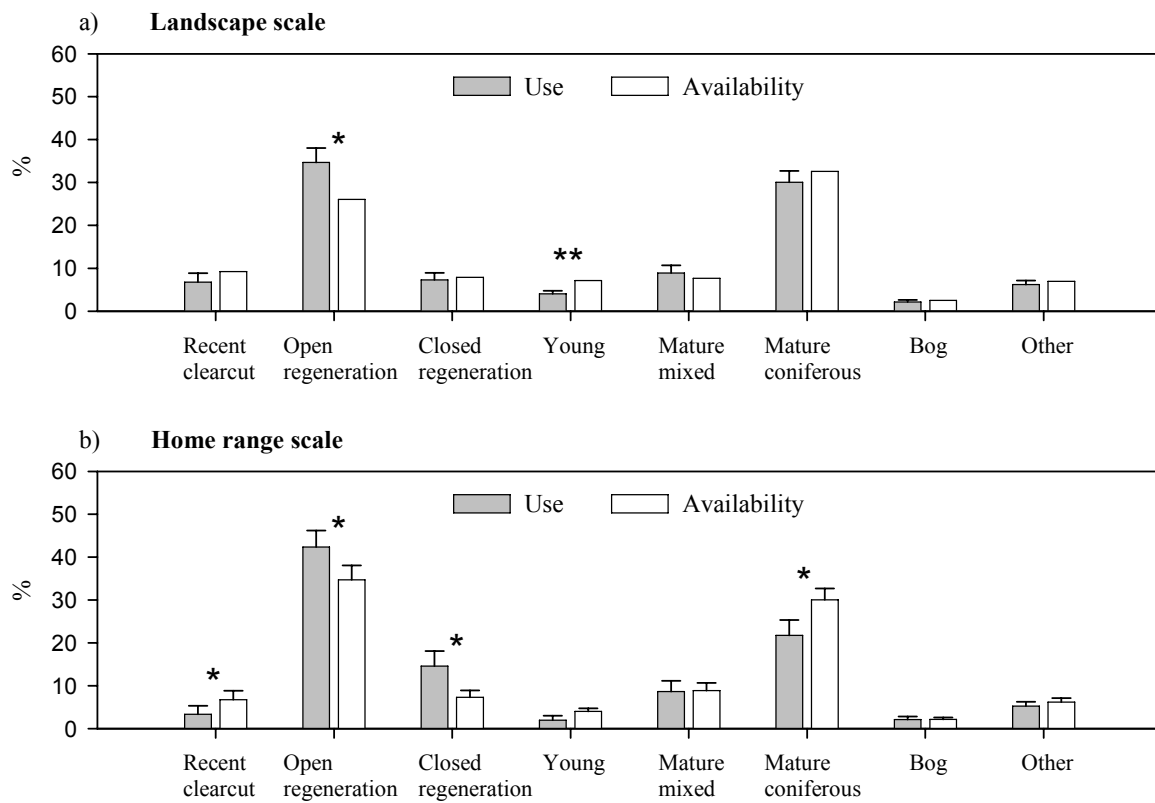 a) Landscape scale
60
50
40
30
20
10
0
%
Use Availability
*
**
Recent clearcut
Open regeneration
Closed regeneration
Young
Mature mixed
Mature coniferous
Bog
Other
b) Home range scale
60
50
40
30
20
10
0
%
Use Availability
*
*
*
*
Recent clearcut
Open regeneration
Closed regeneration
Young
Mature mixed
Mature coniferous
Bog
Other